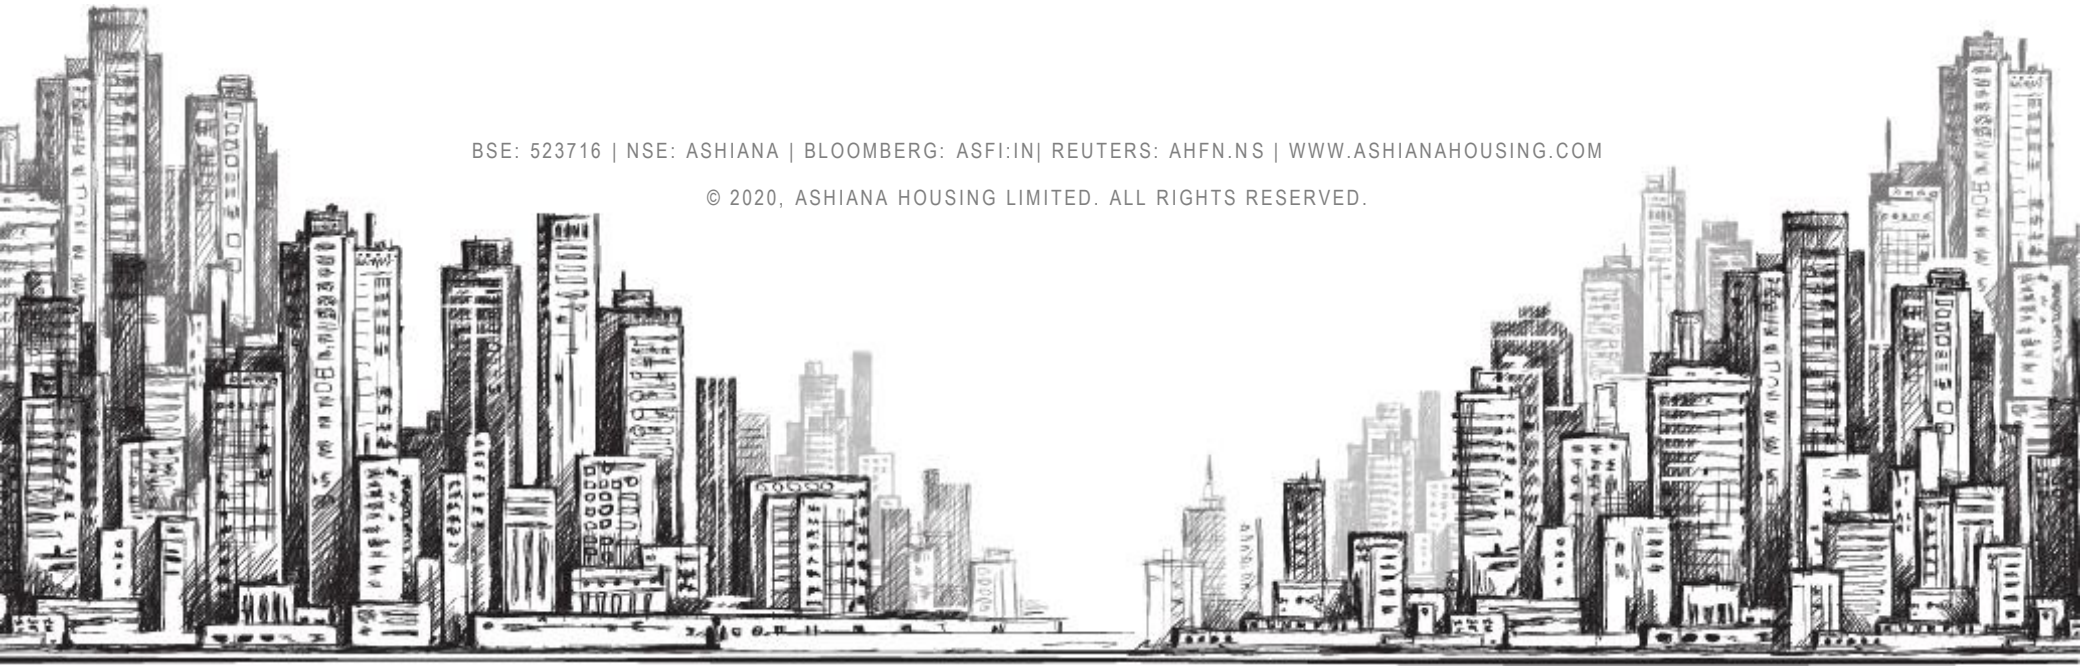 BSE: 523716 | NSE: ASHIANA | BLOOMBERG: ASFI:IN| REUTERS: AHFN.NS | WWW.ASHIANAHOUSING.COM
© 2020, ASHIANA HOUSING LIMITED. ALL RIGHTS RESERVED.